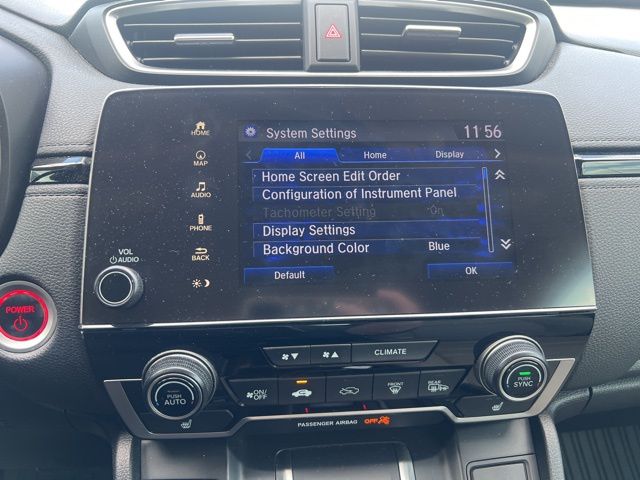 System Settings 11 56
All Home Display
Home Screen Edit Order
Configuration of Instrument Panel
Tachometer Setting On
Display Settings
Background Color Blue
Default OK
HOME
MAP
AUDIO
PHONE
BACK
VOL
AUDIO
POWER
CLIMATE
PUSH
AUTO
ON/
OFF
FRONT
REAR
PUSH
SYNC
PASSENGER AIRBAG OFF